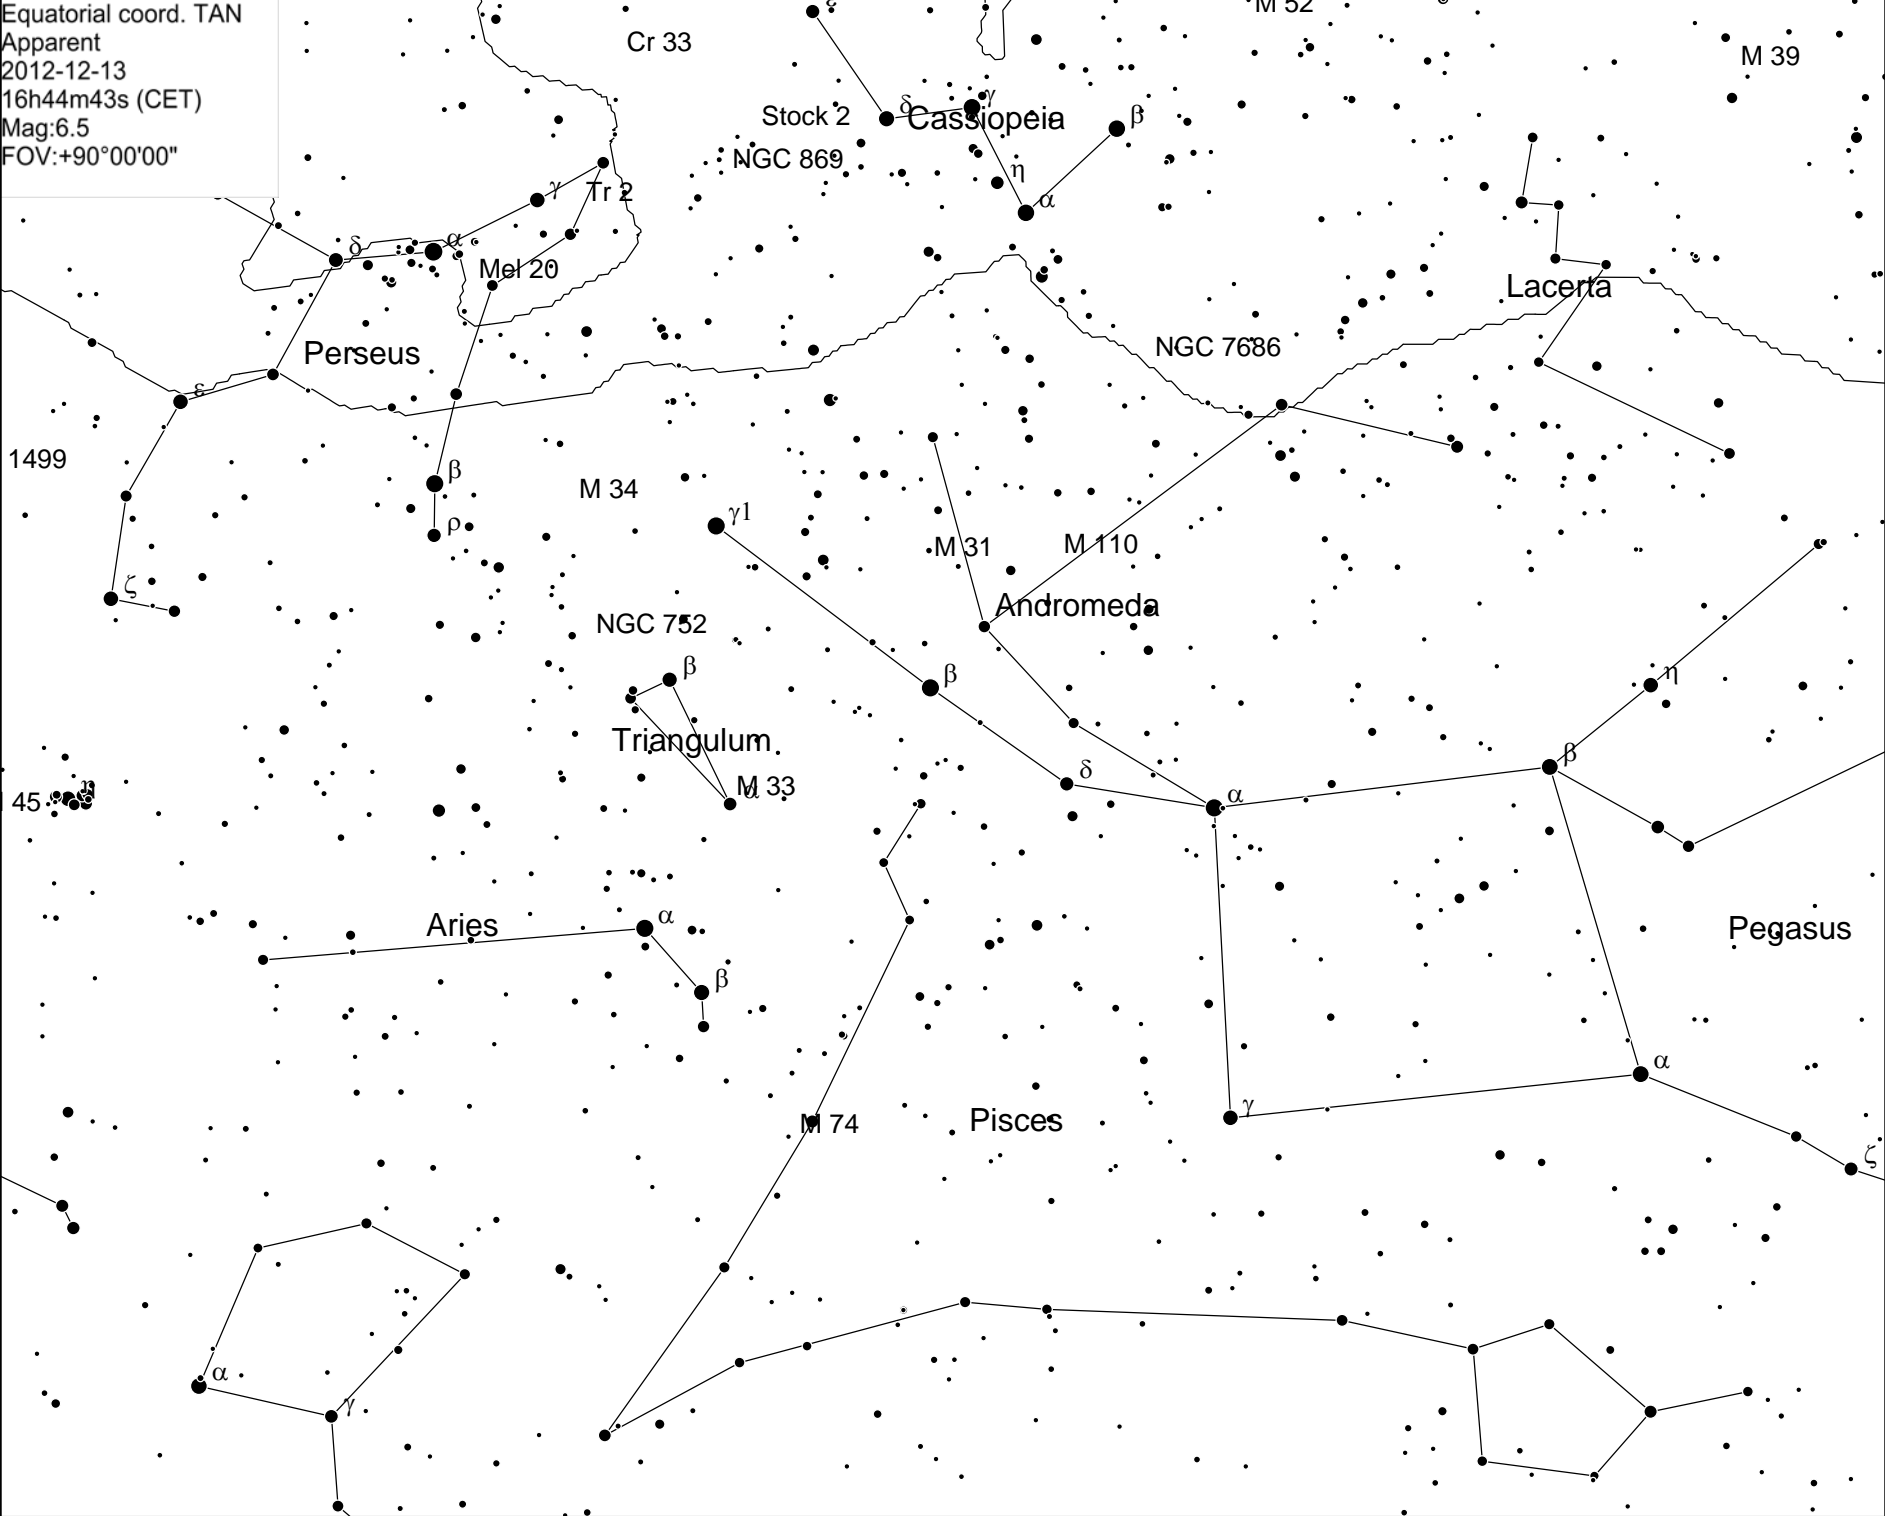 Equatorial coord. TAN
Apparent
2012-12-13
16h44m43s (CET)
Mag:6.5
FOV:+90°00'00"
M 52
Cr 33
M 39
ε
Stock 2
δ
γ
Cassiopeia
β
NGC 869
η
γ
Tr 2
α
δ
α
Mel 20
Lacerta
Perseus
NGC 7686
ε
1499
β
M 34
γ1
ρ
M 31
M 110
ζ
Andromeda
NGC 752
β
β
η
Triangulum
β
δ
M 33
α
α
η
45
Aries
α
Pegasus
β
α
γ
M 74
Pisces
ζ
α
γ